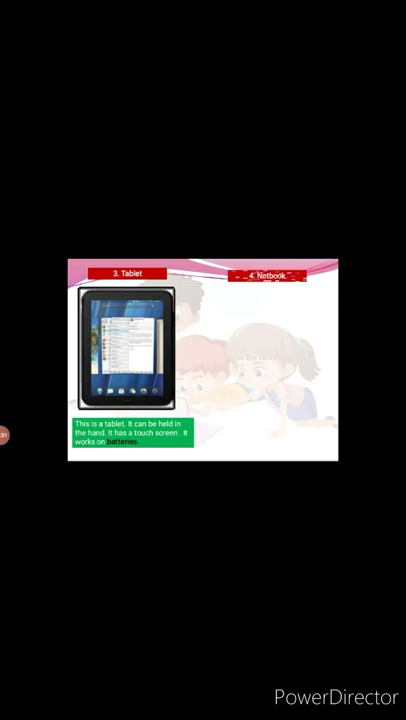 3. Tablet
4. Netbook
This is a tablet. It can be held in
the hand. It has a touch screen . It
works on batteries.
:31
PowerDirector